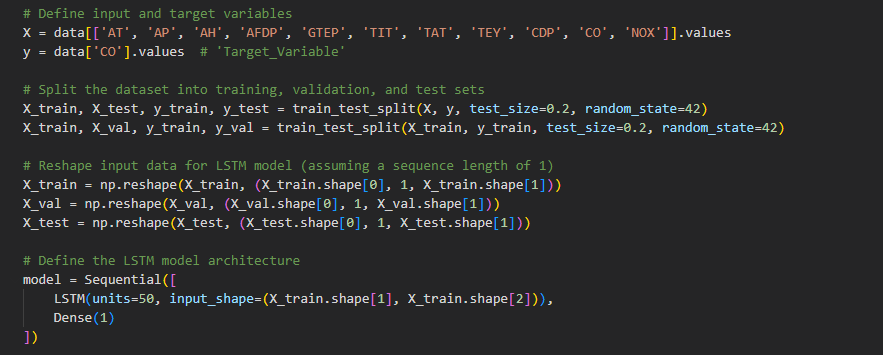 # Define input and target variables
X = data[['AT', 'AP', 'AH', 'AFDP', 'GTEP', 'TIT', 'TAT', 'TEY', 'CDP', 'CO', 'NOX']].values
y = data['CO'].values  # 'Target_Variable'

# Split the dataset into training, validation, and test sets
X_train, X_test, y_train, y_test = train_test_split(X, y, test_size=0.2, random_state=42)
X_train, X_val, y_train, y_val = train_test_split(X_train, y_train, test_size=0.2, random_state=42)

# Reshape input data for LSTM model (assuming a sequence length of 1)
X_train = np.reshape(X_train, (X_train.shape[0], 1, X_train.shape[1]))
X_val = np.reshape(X_val, (X_val.shape[0], 1, X_val.shape[1]))
X_test = np.reshape(X_test, (X_test.shape[0], 1, X_test.shape[1]))

# Define the LSTM model architecture
model = Sequential([
    LSTM(units=50, input_shape=(X_train.shape[1], X_train.shape[2])),
    Dense(1)
])